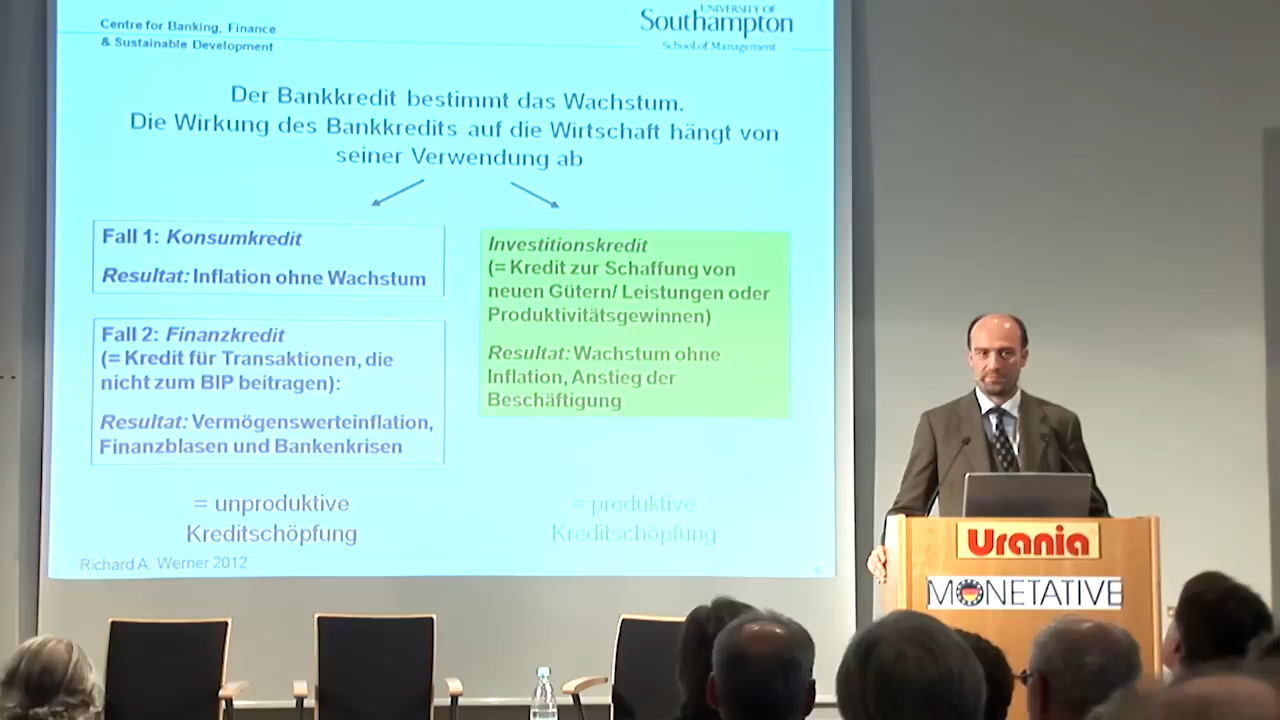 Centre for Banking, Finance
& Sustainable Development
UNIVERSITY OF
Southampton
School of Management
Der Bankkredit bestimmt das Wachstum.
Die Wirkung des Bankkredits auf die Wirtschaft hängt von
seiner Verwendung ab
Fall 1: Konsumkredit
Resultat: Inflation ohne Wachstum
Fall 2: Finanzkredit
(= Kredit für Transaktionen, die
nicht zum BIP beitragen):
Resultat: Vermögenswerteinflation,
Finanzblasen und Bankenkrisen
= unproduktive
Kreditschöpfung
Investitionskredit
(= Kredit zur Schaffung von
neuen Gütern/ Leistungen oder
Produktivitätsgewinnen)
Resultat: Wachstum ohne
Inflation, Anstieg der
Beschäftigung
= produktive
Kreditschöpfung
Richard A. Werner 2012
5
Urania
MONETATIVE